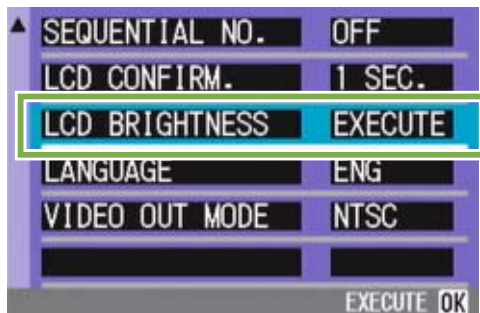 SEQUENTIAL NO. OFF
LCD CONFIRM. 1 SEC.
LCD BRIGHTNESS EXECUTE
LANGUAGE ENG
VIDEO OUT MODE NTSC
EXECUTE OK